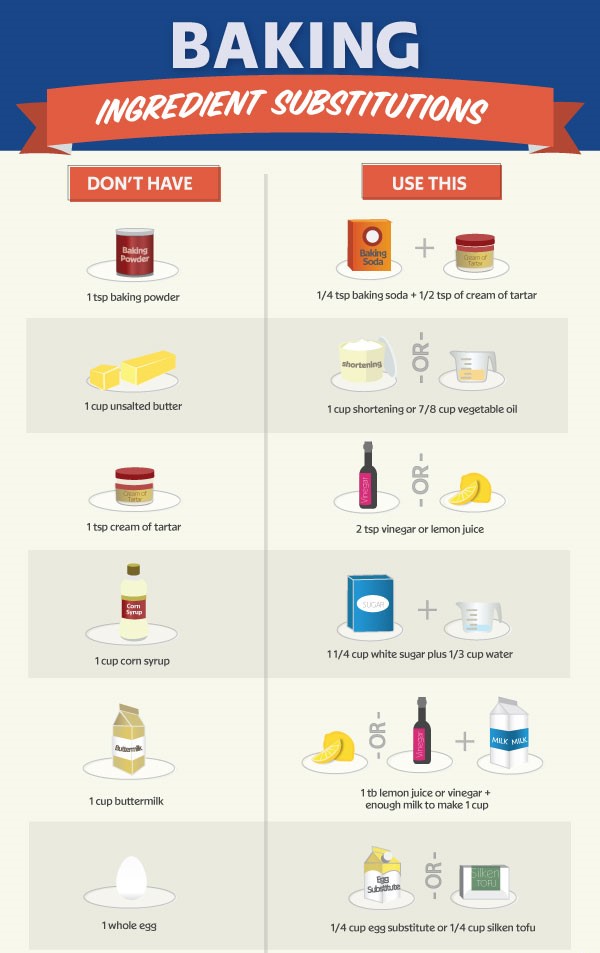 BAKING
INGREDIENT SUBSTITUTIONS
DON'T HAVE
USE THIS
Baking
Powder
1 tsp baking powder
Baking
Soda
+
Cream of
Tartar
1/4 tsp baking soda + 1/2 tsp of cream of tartar
1 cup unsalted butter
shortening
- OR -
1 cup shortening or 7/8 cup vegetable oil
Cream of
Tartar
1 tsp cream of tartar
Vinegar
- OR -
2 tsp vinegar or lemon juice
Corn
Syrup
1 cup corn syrup
SUGAR
+
1 1/4 cup white sugar plus 1/3 cup water
Buttermilk
1 cup buttermilk
- OR -
Vinegar
+
MILK MILK
1 tb lemon juice or vinegar +
enough milk to make 1 cup
1 whole egg
Egg
Substitute
- OR -
Silken
TOFU
1/4 cup egg substitute or 1/4 cup silken tofu